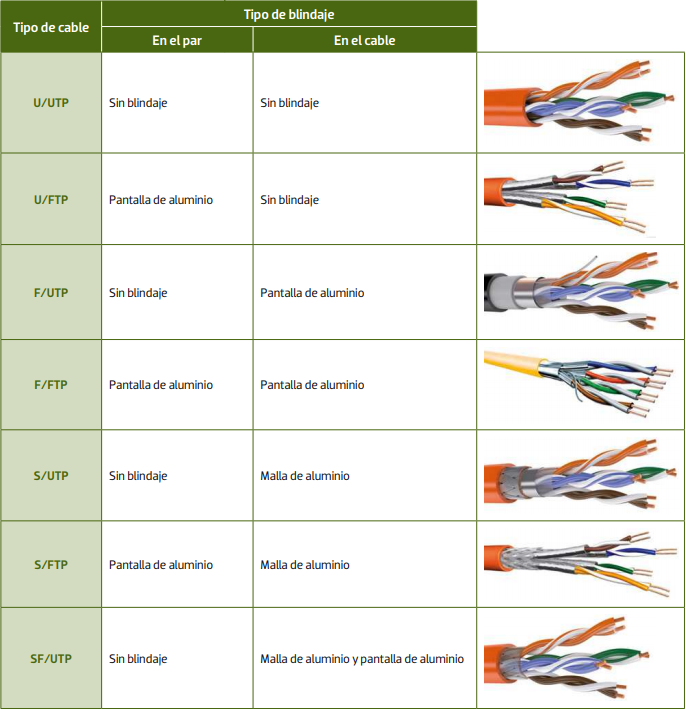 Tipo de cable
Tipo de blindaje
En el par
En el cable
U/UTP
Sin blindaje
Sin blindaje
U/FTP
Pantalla de aluminio
Sin blindaje
F/UTP
Sin blindaje
Pantalla de aluminio
F/FTP
Pantalla de aluminio
Pantalla de aluminio
S/UTP
Sin blindaje
Malla de aluminio
S/FTP
Pantalla de aluminio
Malla de aluminio
SF/UTP
Sin blindaje
Malla de aluminio y pantalla de aluminio